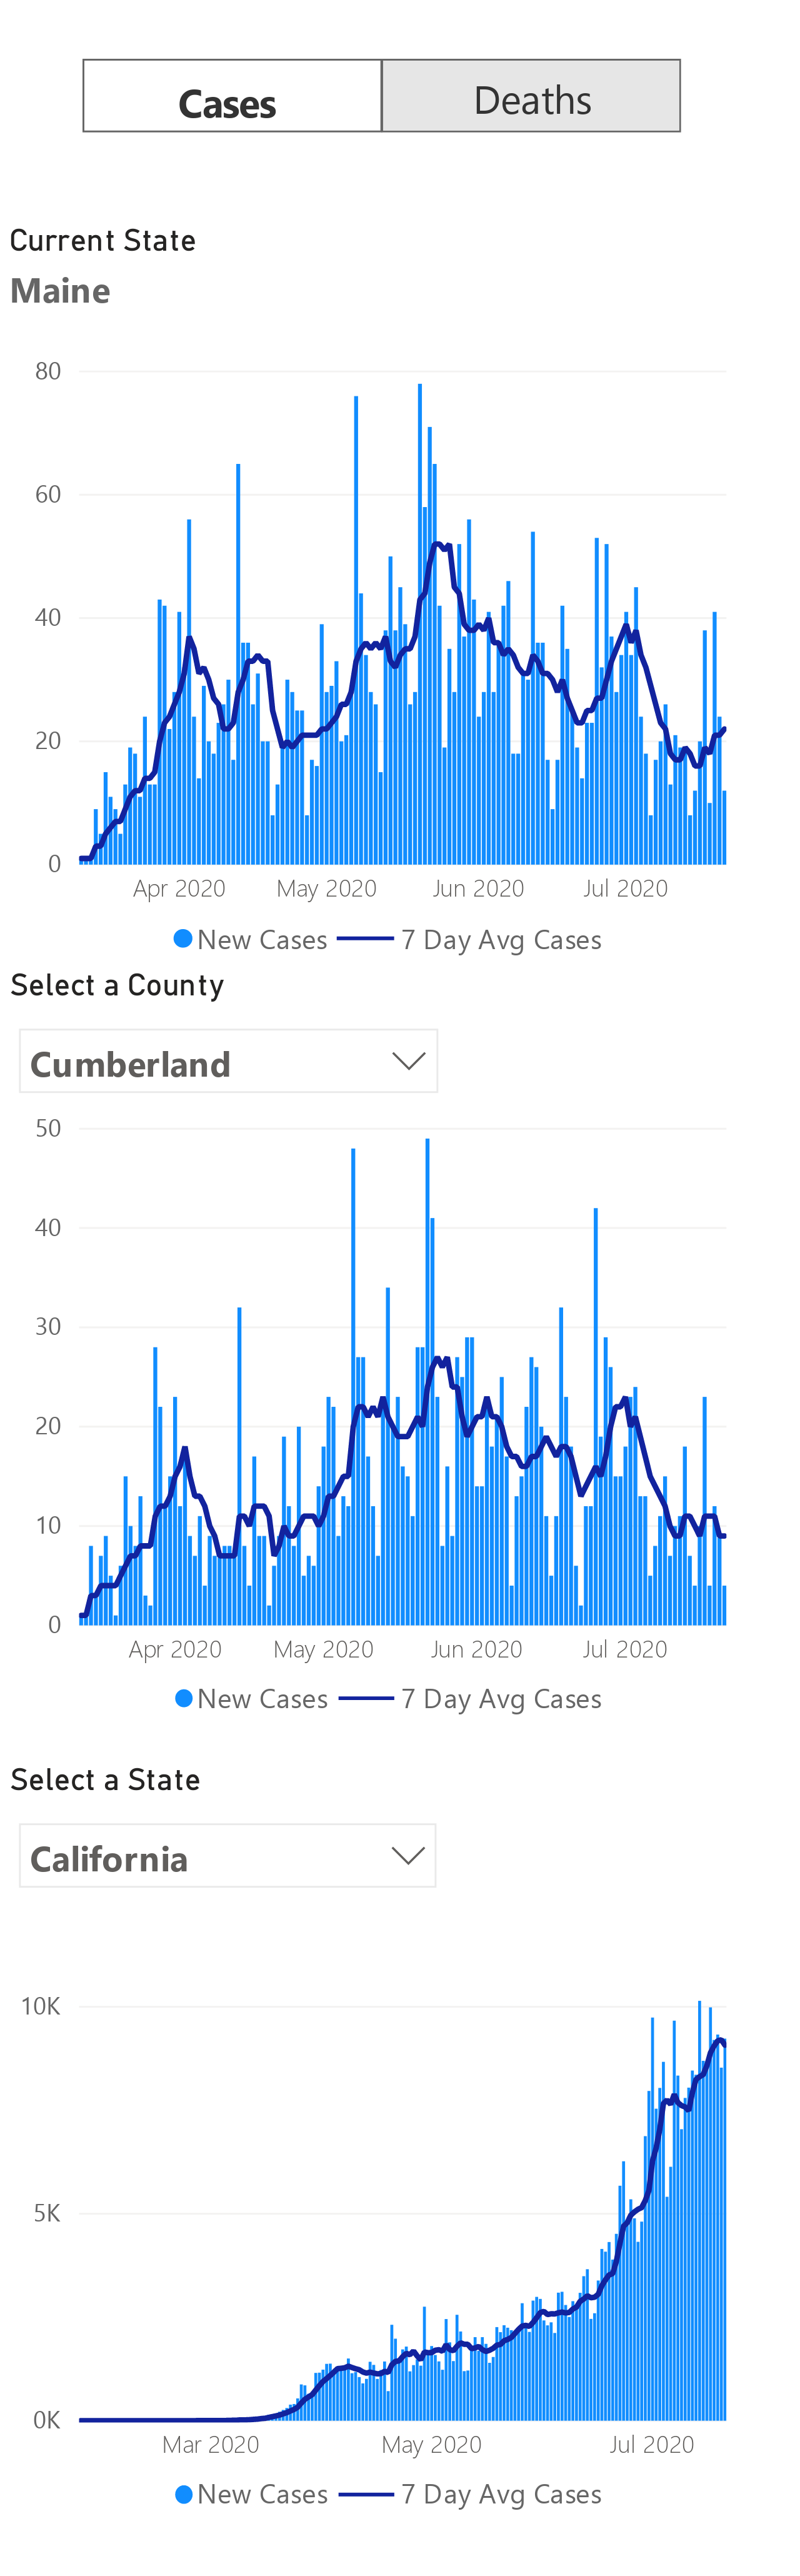 Cases Deaths
Current State
Maine
80
60
40
20
0
Apr 2020 May 2020 Jun 2020 Jul 2020
New Cases 7 Day Avg Cases
Select a County
Cumberland
50
40
30
20
10
0
Apr 2020 May 2020 Jun 2020 Jul 2020
New Cases 7 Day Avg Cases
Select a State
California
10K
5K
0K
Mar 2020 May 2020 Jul 2020
New Cases 7 Day Avg Cases